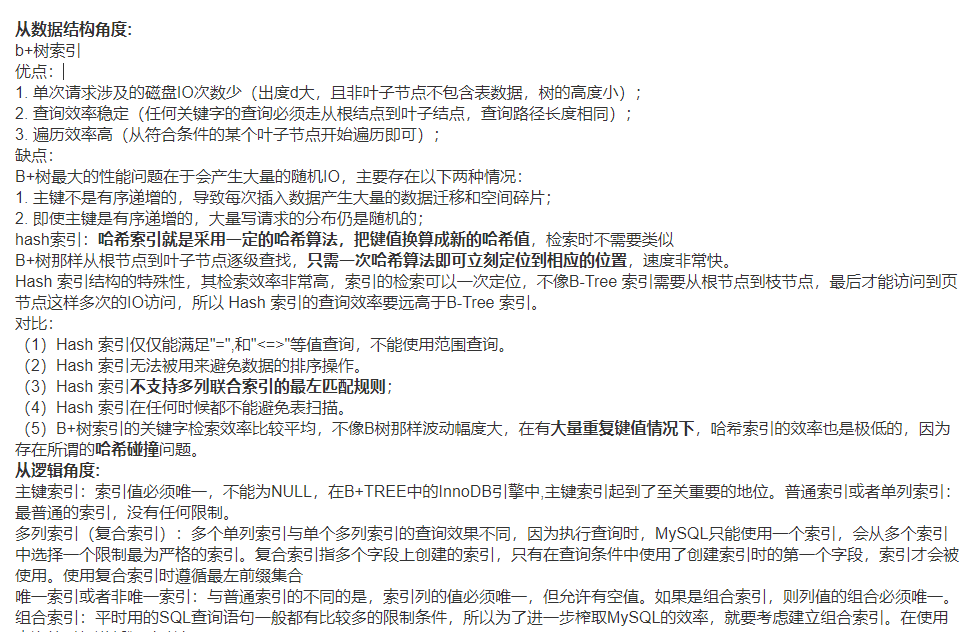 从数据结构角度:
b+树索引
优点：
1. 单次请求涉及的磁盘IO次数少（出度d大，且非叶子节点不包含表数据，树的高度小）；
2. 查询效率稳定（任何关键字的查询必须走从根结点到叶子结点，查询路径长度相同）；
3. 遍历效率高（从符合条件的某个叶子节点开始遍历即可）；
缺点：
B+树最大的性能问题在于会产生大量的随机IO，主要存在以下两种情况：
1. 主键不是有序递增的，导致每次插入数据产生大量的数据迁移和空间碎片；
2. 即使主键是有序递增的，大量写请求的分布仍是随机的；
hash索引：哈希索引就是采用一定的哈希算法，把键值换算成新的哈希值，检索时不需要类似
B+树那样从根节点到叶子节点逐级查找，只需一次哈希算法即可立刻定位到相应的位置，速度非常快。
Hash 索引结构的特殊性，其检索效率非常高，索引的检索可以一次定位，不像B-Tree 索引需要从根节点到枝节点，最后才能访问到页
节点这样多次的IO访问，所以 Hash 索引的查询效率要远高于B-Tree 索引。
对比：
（1）Hash 索引仅仅能满足"=",和"<=>"等值查询，不能使用范围查询。
（2）Hash 索引无法被用来避免数据的排序操作。
（3）Hash 索引不支持多列联合索引的最左匹配规则；
（4）Hash 索引在任何时候都不能避免表扫描。
（5）B+树索引的关键字检索效率比较平均，不像B树那样波动幅度大，在有大量重复键值情况下，哈希索引的效率也是极低的，因为
存在所谓的哈希碰撞问题。
从逻辑角度:
主键索引：索引值必须唯一，不能为NULL，在B+TREE中的InnoDB引擎中,主键索引起到了至关重要的地位。普通索引或者单列索引：
最普通的索引，没有任何限制。
多列索引（复合索引）：多个单列索引与单个多列索引的查询效果不同，因为执行查询时，MySQL只能使用一个索引，会从多个索引
中选择一个限制最为严格的索引。复合索引指多个字段上创建的索引，只有在查询条件中使用了创建索引时的第一个字段，索引才会被
使用。使用复合索引时遵循最左前缀集合
唯一索引或者非唯一索引：与普通索引的不同的是，索引列的值必须唯一，但允许有空值。如果是组合索引，则列值的组合必须唯一。
组合索引：平时用的SQL查询语句一般都有比较多的限制条件，所以为了进一步榨取MySQL的效率，就要考虑建立组合索引。在使用